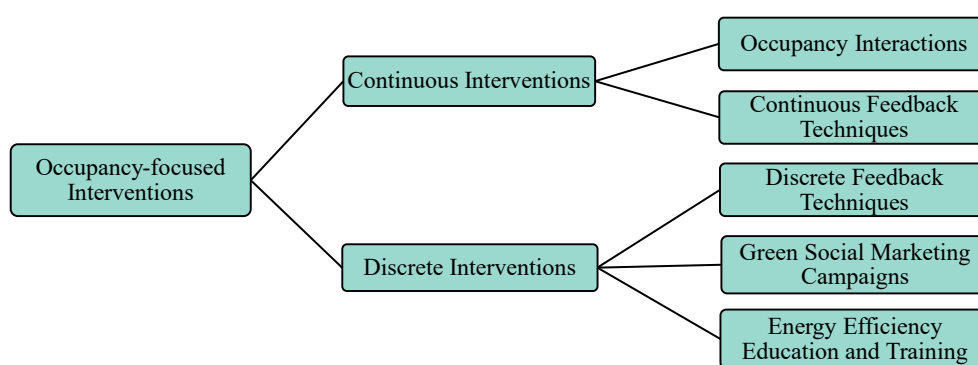 Occupancy-focused
Interventions
Continuous Interventions
Discrete Interventions
Occupancy Interactions
Continuous Feedback
Techniques
Discrete Feedback
Techniques
Green Social Marketing
Campaigns
Energy Efficiency
Education and Training